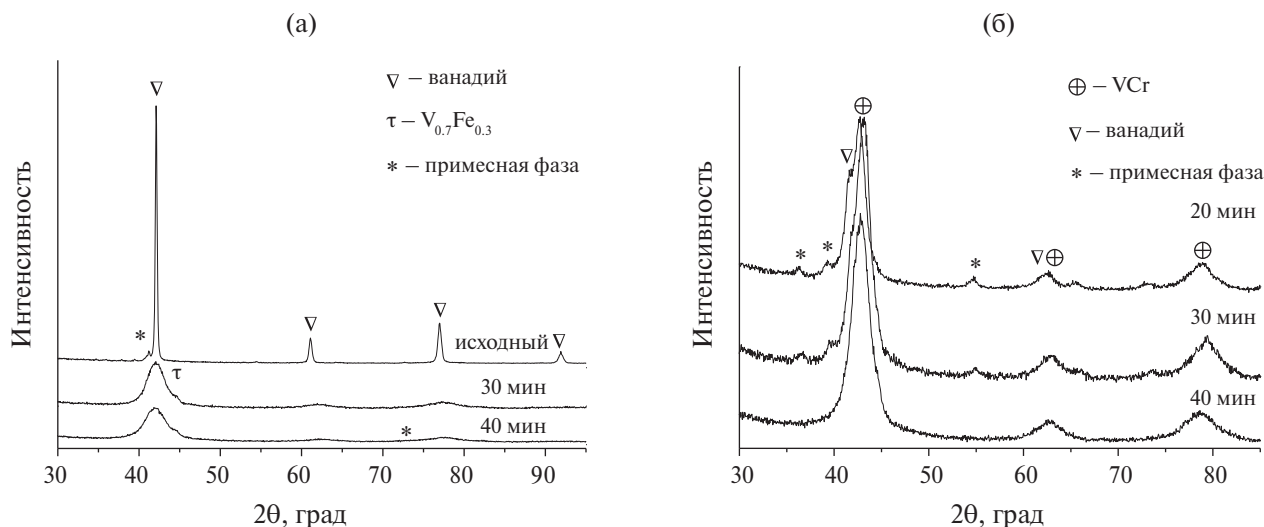 (а)
Интенсивность
∇
∇ – ванадий
τ – V0.7Fe0.3
* – примесная фаза
*
∇
∇
исходный ∇
τ
30 мин
*
40 мин
30 40 50 60 70 80 90
2θ, град
(б)
Интенсивность
⊕
⊕ – VCr
∇ – ванадий
* – примесная фаза
∇
20 мин
* * * ∇ ⊕ ⊕
30 мин
40 мин
30 40 50 60 70 80
2θ, град